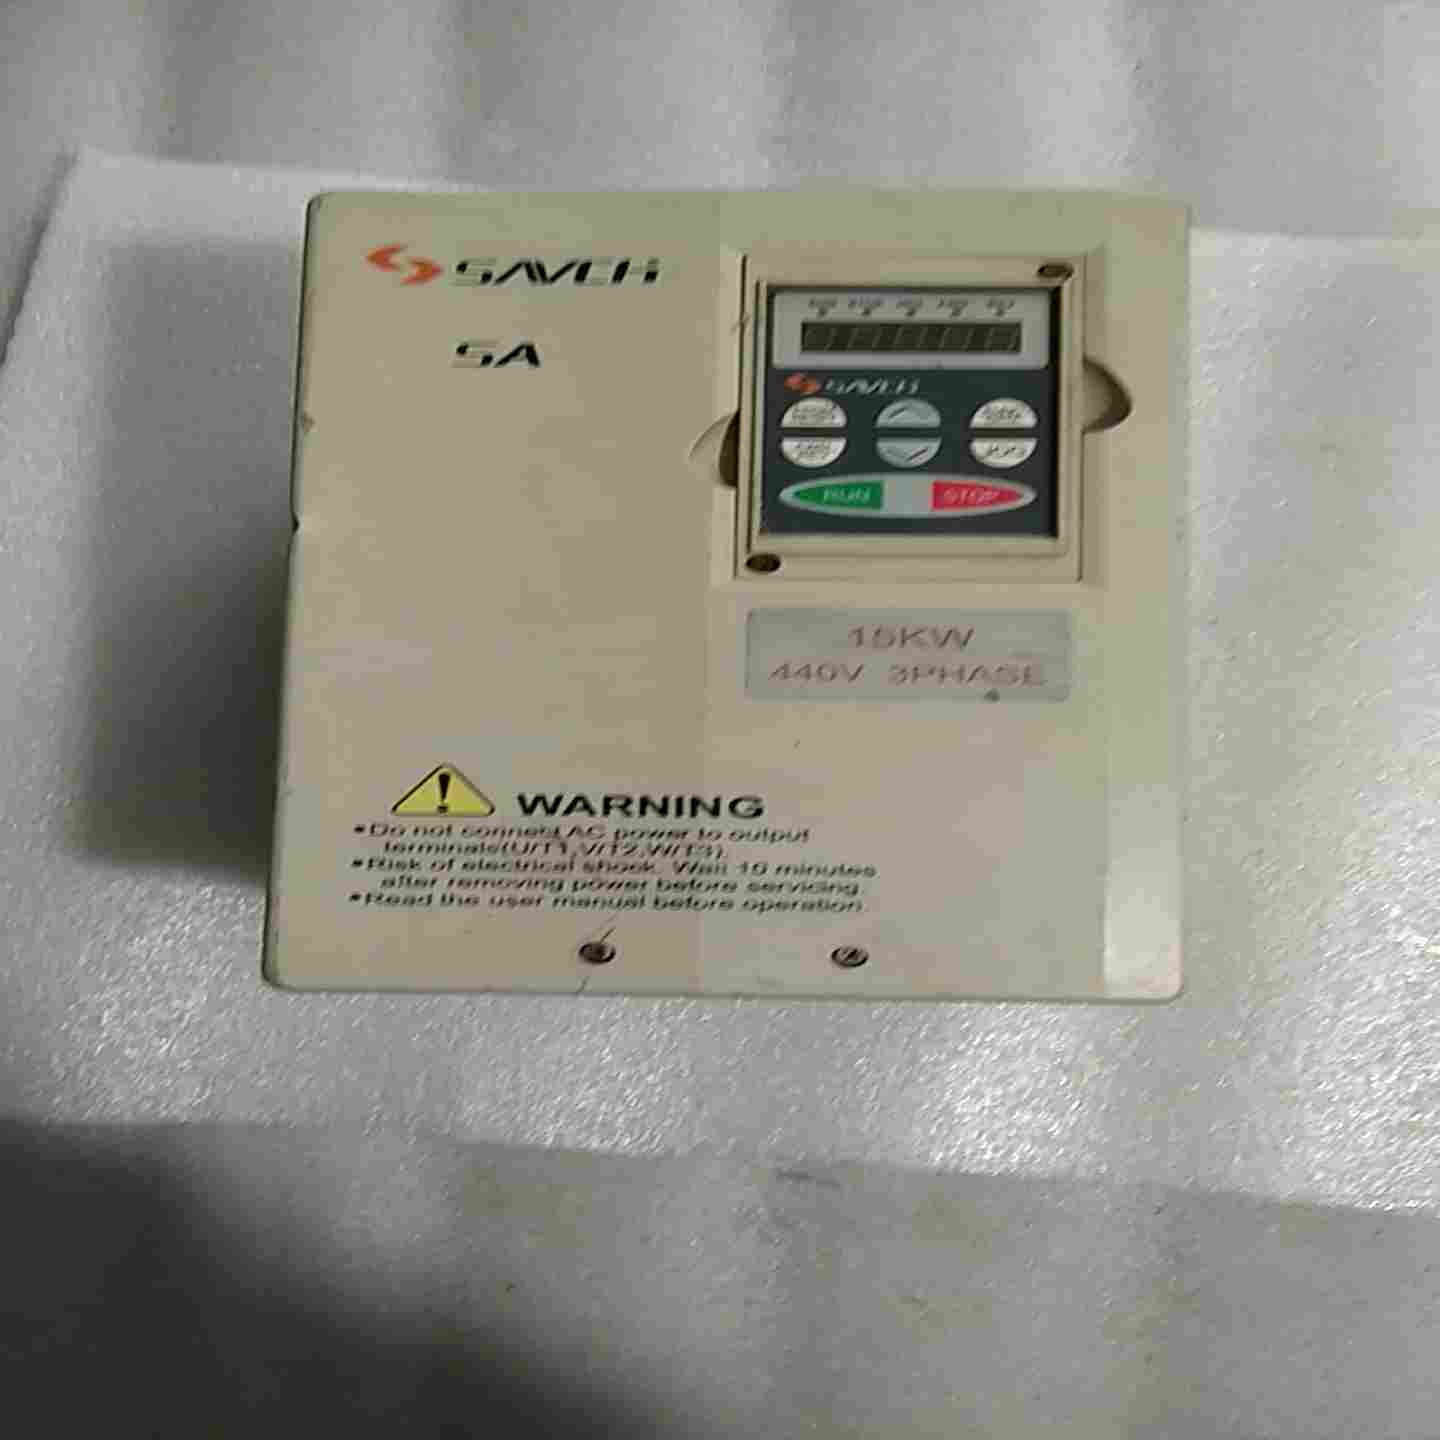 SAVCH
SA
SAVCH
JOG
RUN STOP
15KW
440V 3PHASE
WARNING
•Do not connect AC power to output
terminals(U/T1,V/T2,W/T3).
•Risk of electrical shock. Wait 10 minutes
after removing power before servicing.
•Read the user manual before operation.